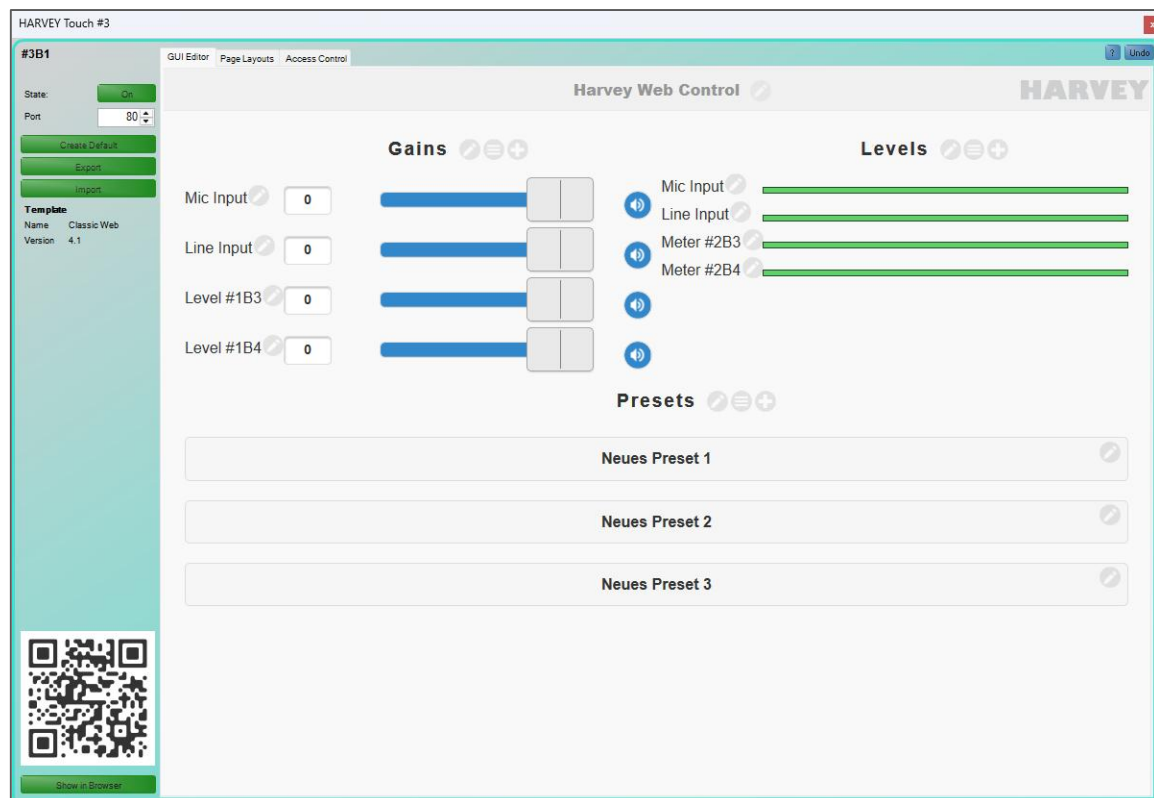 HARVEY Touch #3
x
#3B1
GUI Editor Page Layouts Access Control
? Undo
State: On
Port 80
Create Default
Export
Import
Template
Name Classic Web
Version 4.1
Show in Browser
Harvey Web Control
HARVEY
Gains
Mic Input 0
Line Input 0
Level #1B3 0
Level #1B4 0
Levels
Mic Input
Line Input
Meter #2B3
Meter #2B4
Presets
Neues Preset 1
Neues Preset 2
Neues Preset 3